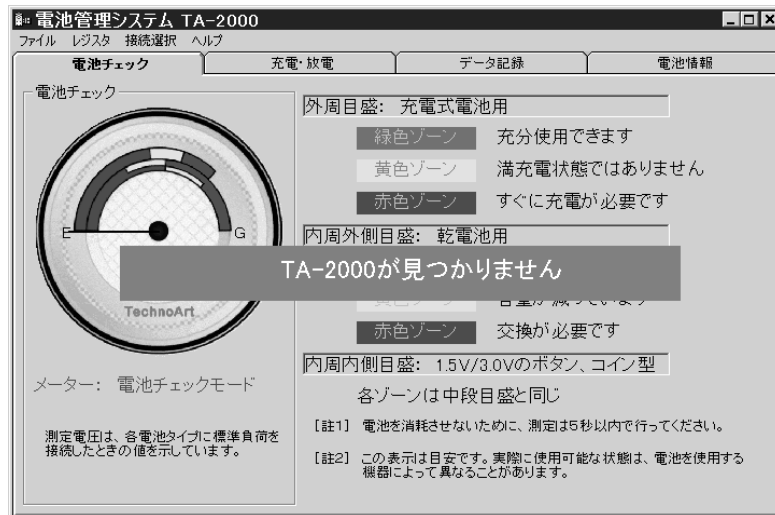 電池管理システム TA-2000
ファイル レジスタ 接続選択 ヘルプ
電池チェック 充電・放電 データ記録 電池情報
電池チェック
E G
TechnoArt
メーター： 電池チェックモード
測定電圧は、各電池タイプに標準負荷を
接続したときの値を示しています。
外周目盛： 充電式電池用
緑色ゾーン 充分使用できます
黄色ゾーン 満充電状態ではありません
赤色ゾーン すぐに充電が必要です
内周外側目盛： 乾電池用
TA-2000が見つかりません
赤色ゾーン 交換が必要です
内周内側目盛： 1.5V/3.0Vのボタン、コイン型
各ゾーンは中段目盛と同じ
［註1］ 電池を消耗させないために、測定は5秒以内で行ってください。
［註2］ この表示は目安です。実際に使用可能な状態は、電池を使用する
機器によって異なることがあります。